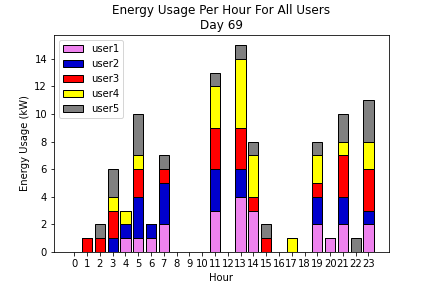 Energy Usage Per Hour For All Users
Day 69
user1
user2
user3
user4
user5
Energy Usage (kW)
14
12
10
8
6
4
2
0
0 1 2 3 4 5 6 7 8 9 10 11 12 13 14 15 16 17 18 19 20 21 22 23
Hour